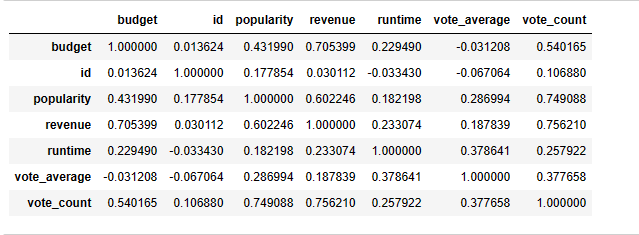 budget id popularity revenue runtime vote_average vote_count
budget 1.000000 0.013624 0.431990 0.705399 0.229490 -0.031208 0.540165
id 0.013624 1.000000 0.177854 0.030112 -0.033430 -0.067064 0.106880
popularity 0.431990 0.177854 1.000000 0.602246 0.182198 0.286994 0.749088
revenue 0.705399 0.030112 0.602246 1.000000 0.233074 0.187839 0.756210
runtime 0.229490 -0.033430 0.182198 0.233074 1.000000 0.378641 0.257922
vote_average -0.031208 -0.067064 0.286994 0.187839 0.378641 1.000000 0.377658
vote_count 0.540165 0.106880 0.749088 0.756210 0.257922 0.377658 1.000000